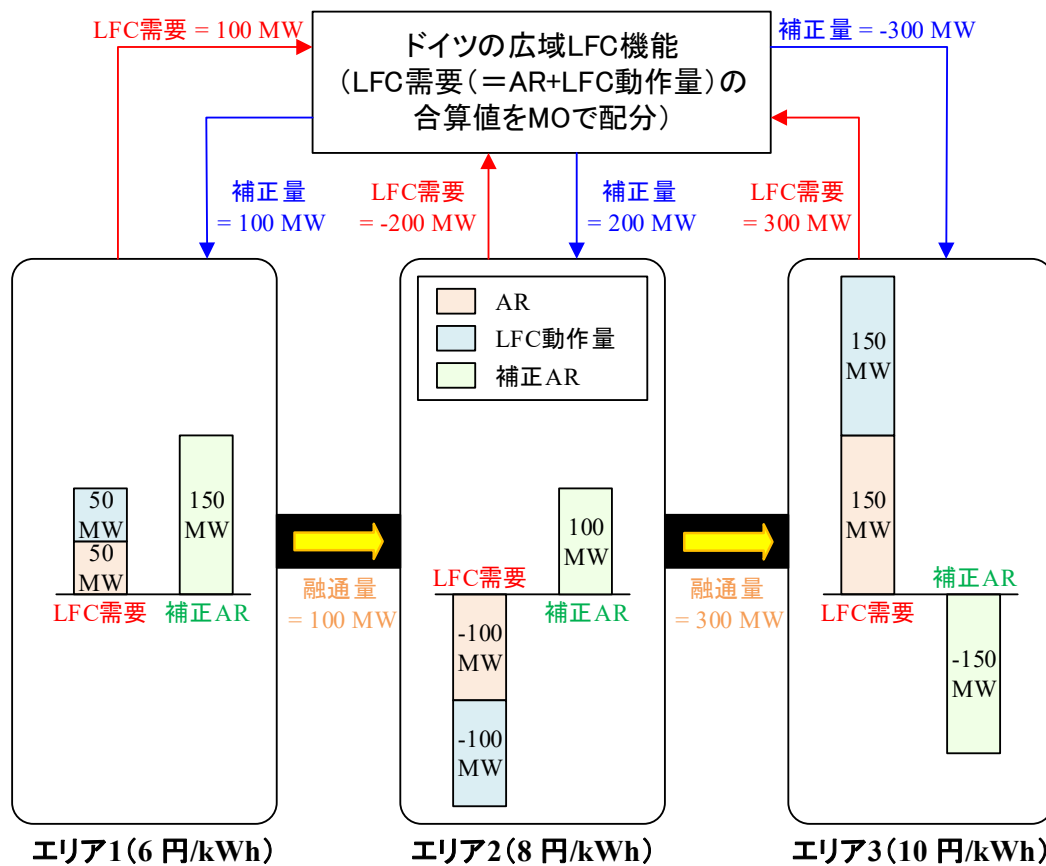 LFC需要 = 100 MW
ドイツの広域LFC機能
（LFC需要（＝AR+LFC動作量）の
合算値をMOで配分）
補正量 = -300 MW
補正量
= 100 MW
LFC需要
= -200 MW
補正量
= 200 MW
LFC需要
= 300 MW
AR
LFC動作量
補正AR
50
MW
50
MW
LFC需要
150
MW
補正AR
融通量
= 100 MW
LFC需要
-100
MW
-100
MW
100
MW
補正AR
融通量
= 300 MW
150
MW
150
MW
LFC需要
補正AR
-150
MW
エリア1（6 円/kWh）
エリア2（8 円/kWh）
エリア3（10 円/kWh）